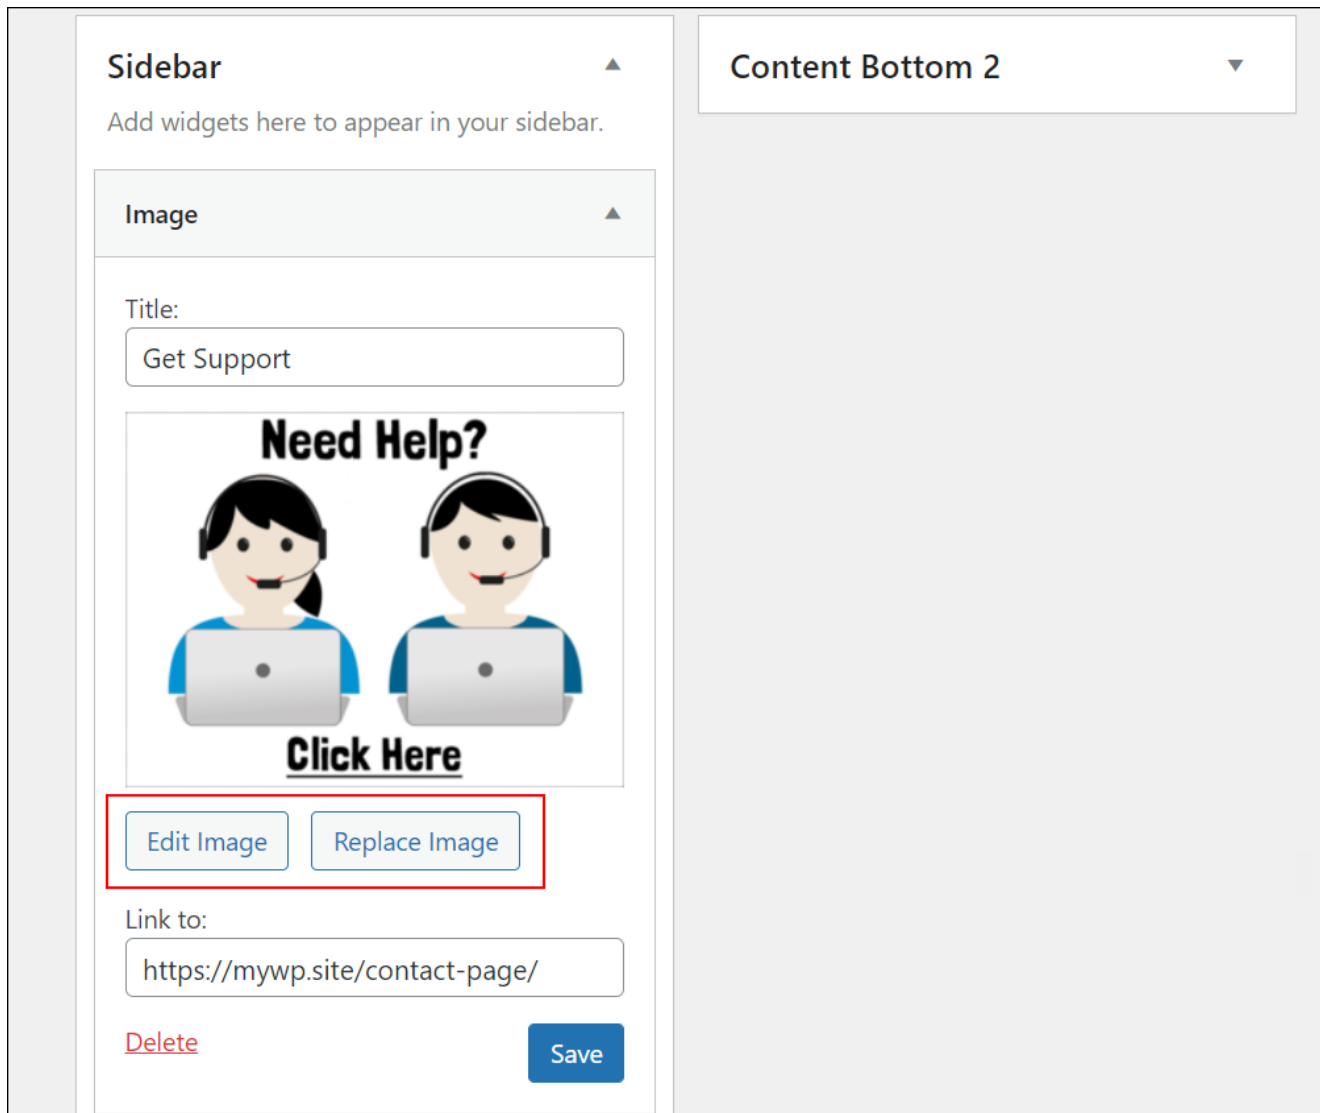 Sidebar
Add widgets here to appear in your sidebar.
Image
Title:
Get Support
Need Help?
Click Here
Edit Image
Replace Image
Link to:
https://mywp.site/contact-page/
Delete
Save
Content Bottom 2